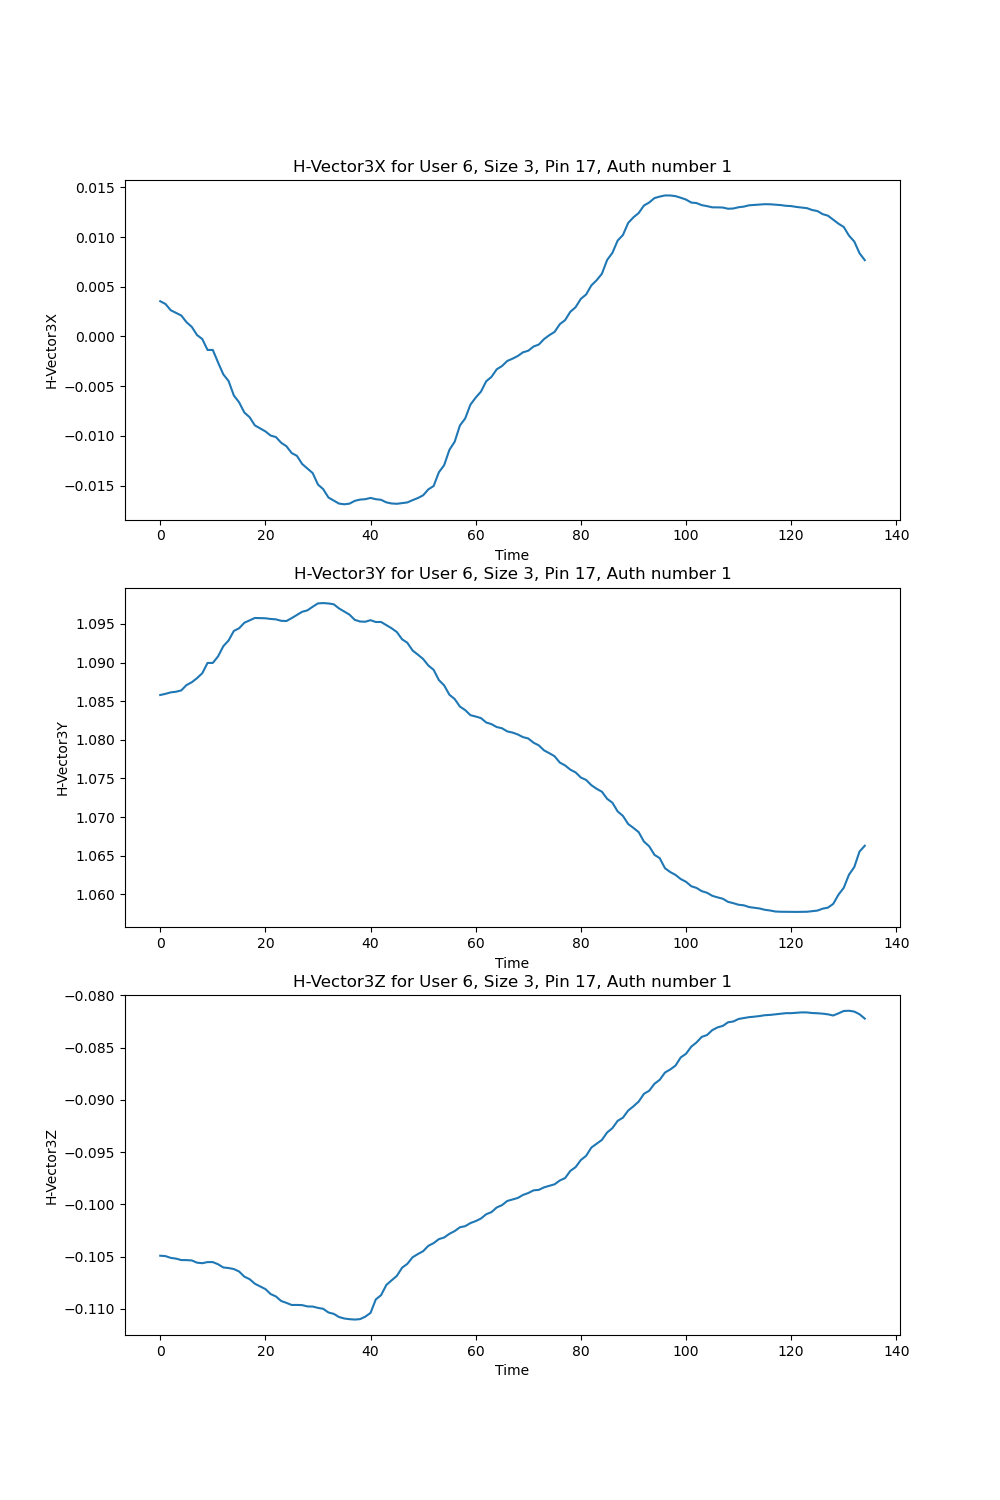 H-Vector3X for User 6, Size 3, Pin 17, Auth number 1
0.015
0.010
0.005
0.000
−0.005
−0.010
−0.015
H-Vector3X
0 20 40 60 80 100 120 140
Time
H-Vector3Y for User 6, Size 3, Pin 17, Auth number 1
1.095
1.090
1.085
1.080
1.075
1.070
1.065
1.060
H-Vector3Y
0 20 40 60 80 100 120 140
Time
H-Vector3Z for User 6, Size 3, Pin 17, Auth number 1
−0.080
−0.085
−0.090
−0.095
−0.100
−0.105
−0.110
H-Vector3Z
0 20 40 60 80 100 120 140
Time